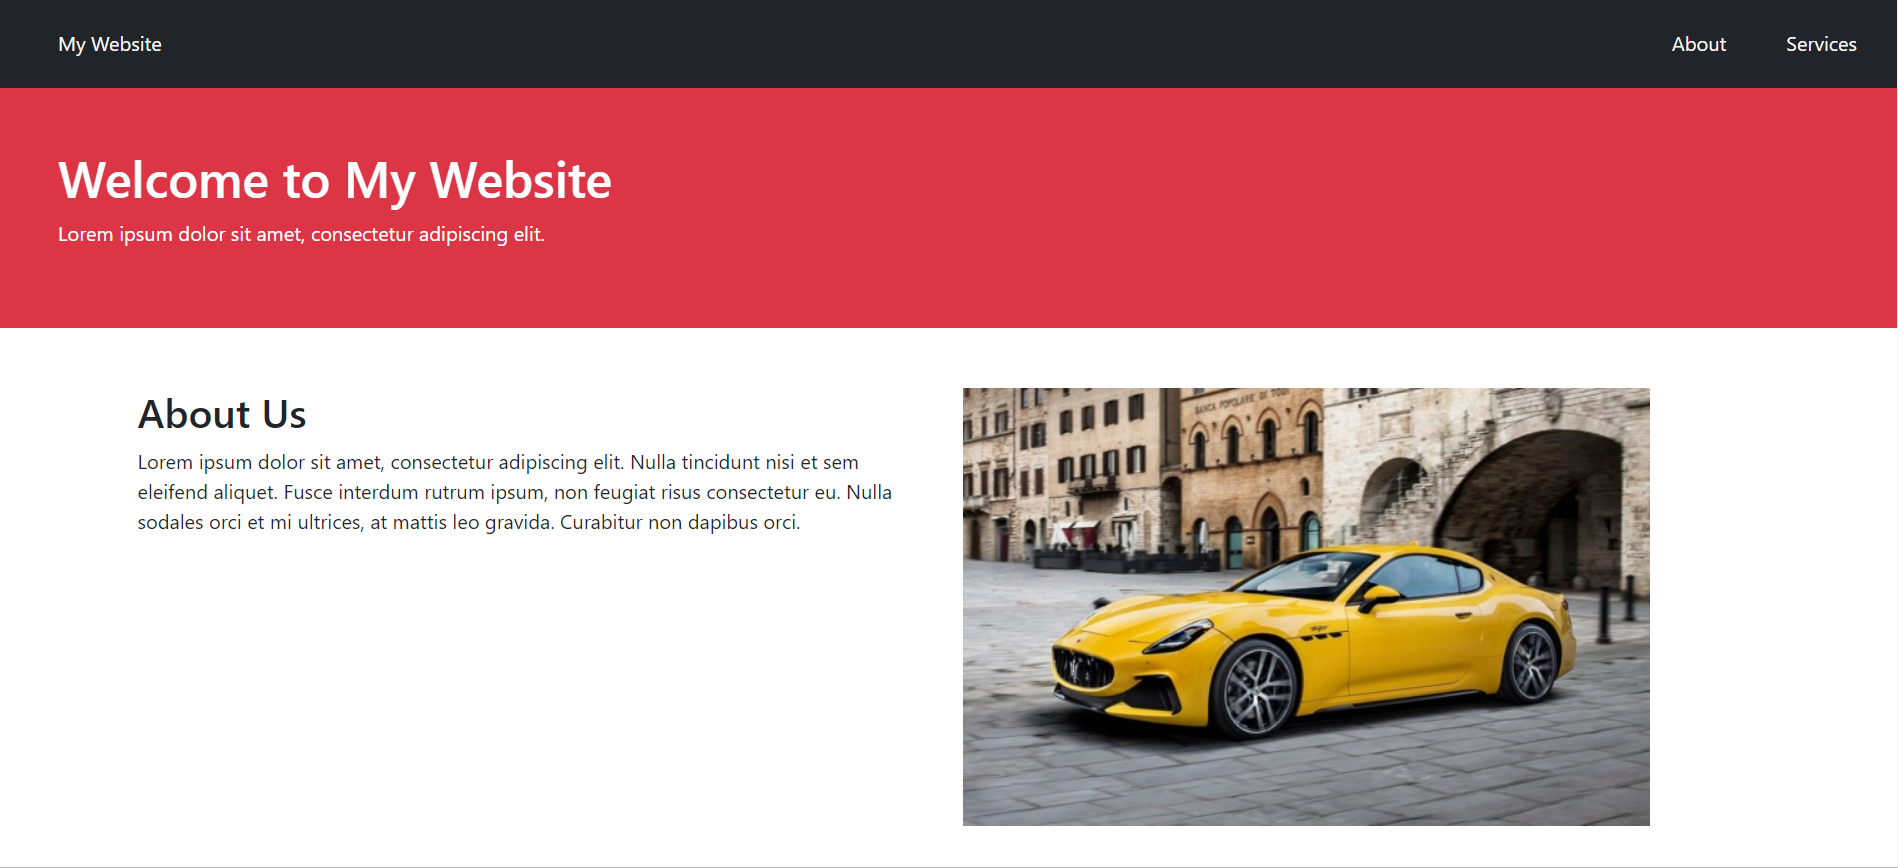 My Website
About
Services
Welcome to My Website
Lorem ipsum dolor sit amet, consectetur adipiscing elit.
About Us
Lorem ipsum dolor sit amet, consectetur adipiscing elit. Nulla tincidunt nisi et sem
eleifend aliquet. Fusce interdum rutrum ipsum, non feugiat risus consectetur eu. Nulla
sodales orci et mi ultrices, at mattis leo gravida. Curabitur non dapibus orci.
BANCA POPOLARE DI TODI